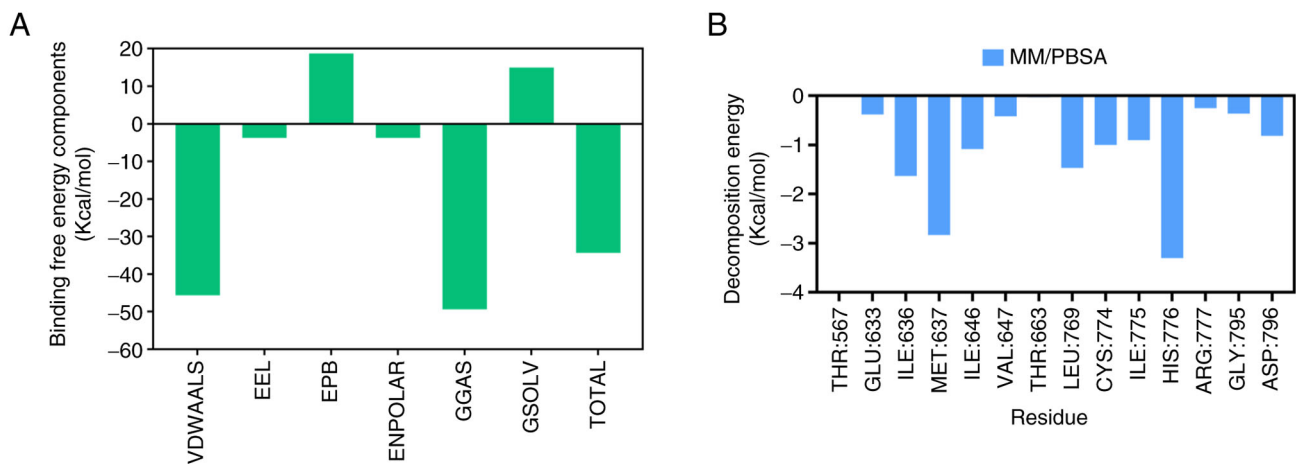 A
Binding free energy components
(Kcal/mol)
20
10
0
–10
–20
–30
–40
–50
–60
VDWAALS
EEL
EPB
ENPOLAR
GGAS
GSOLV
TOTAL
B
MM/PBSA
Decomposition energy
(Kcal/mol)
0
–1
–2
–3
–4
THR:567
GLU:633
ILE:636
MET:637
ILE:646
VAL:647
THR:663
LEU:769
CYS:774
ILE:775
HIS:776
ARG:777
GLY:795
ASP:796
Residue